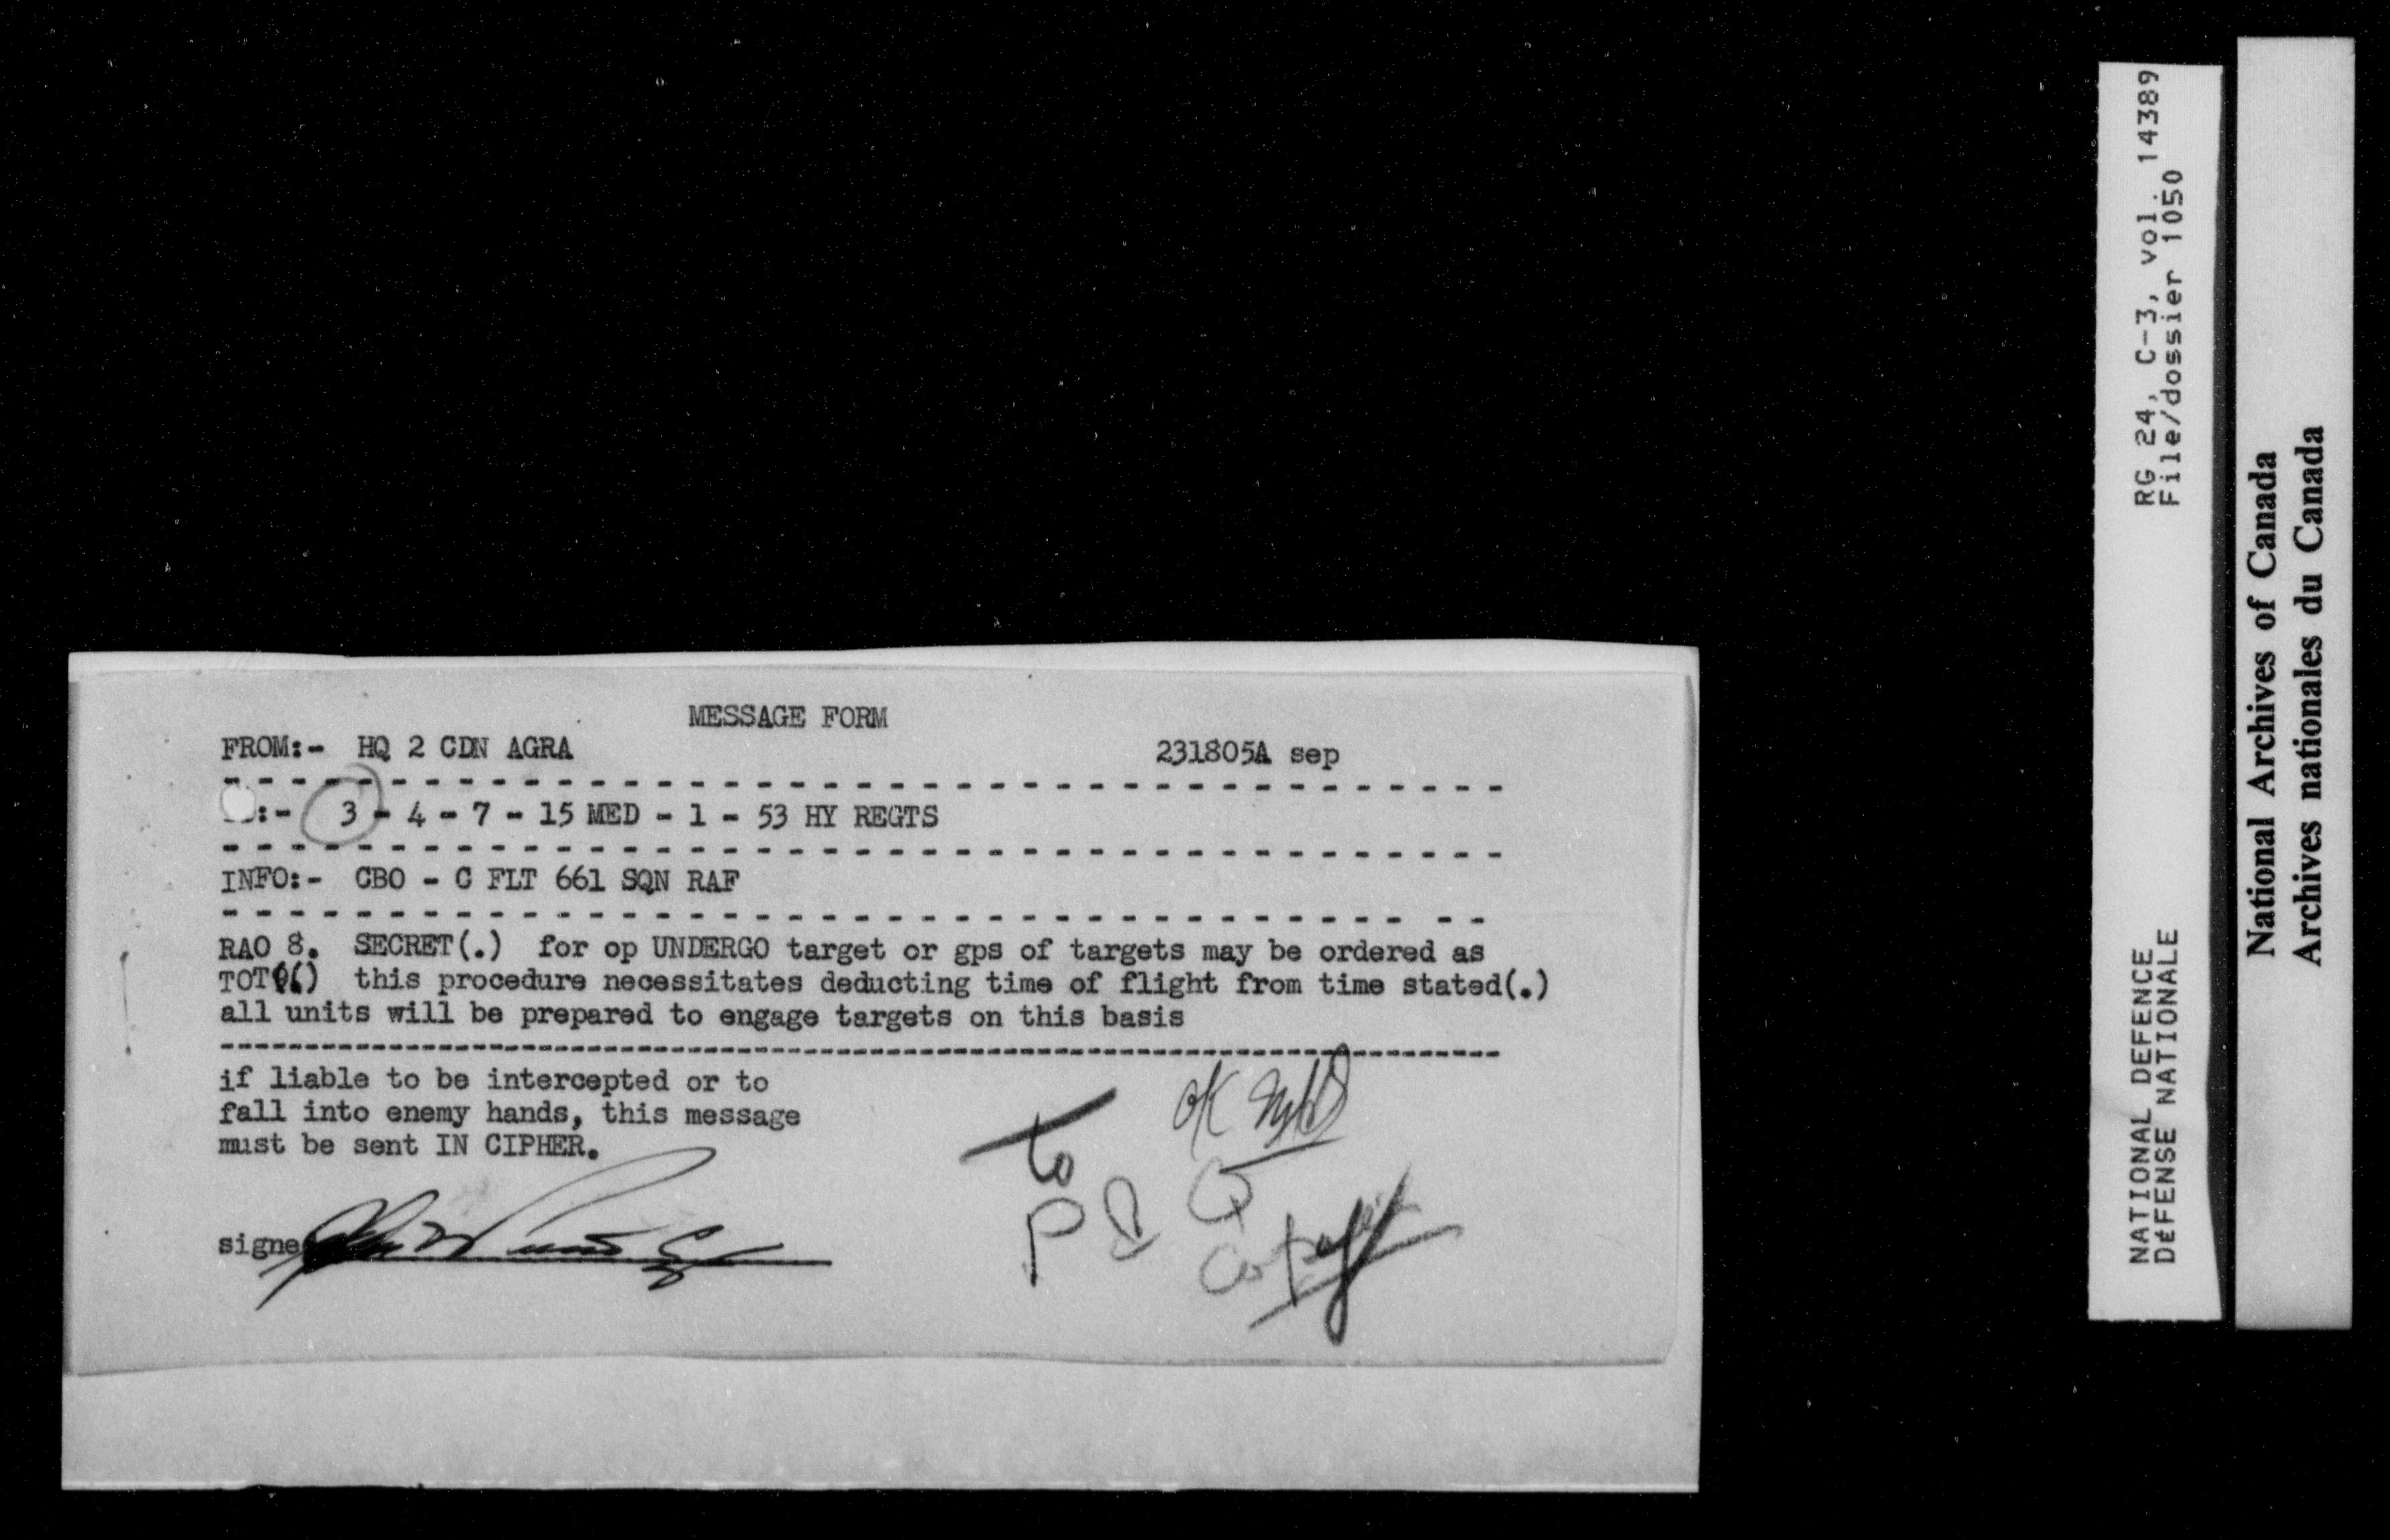 MESSAGE FORM
FROM:- HQ 2 CDN AGRA 231805A sep
:- 3 - 4 - 7 - 15 MED - 1 - 53 HY REGTS
INFO:- CBO - C FLT 661 SQN RAF
RAO 8. SECRET(.) for op UNDERGO target or gps of targets may be ordered as
TOT(.) this procedure necessitates deducting time of flight from time stated(.)
all units will be prepared to engage targets on this basis
if liable to be intercepted or to
fall into enemy hands, this message
must be sent IN CIPHER.
signe
OK
to
P
Q
RG 24, C-3, vol. 14389
File/dossier 1050
NATIONAL DEFENCE
DÉFENSE NATIONALE
National Archives of Canada
Archives nationales du Canada